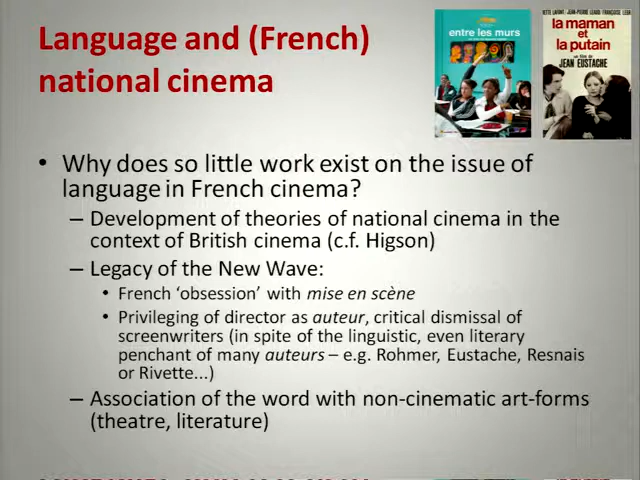 Language and (French)
national cinema
entre les murs
la maman
et
la putain
un film de
JEAN EUSTACHE
• Why does so little work exist on the issue of
language in French cinema?
– Development of theories of national cinema in the
context of British cinema (c.f. Higson)
– Legacy of the New Wave:
• French ‘obsession’ with mise en scène
• Privileging of director as auteur, critical dismissal of
screenwriters (in spite of the linguistic, even literary
penchant of many auteurs – e.g. Rohmer, Eustache, Resnais
or Rivette...)
– Association of the word with non-cinematic art-forms
(theatre, literature)